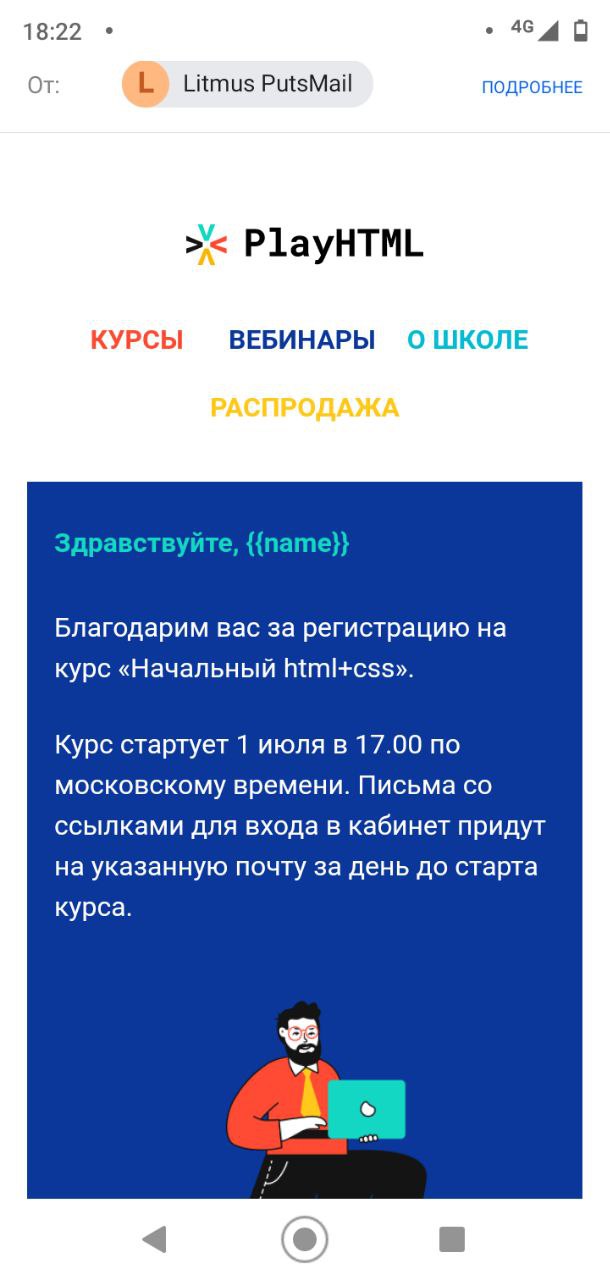 18:22
4G
От:
L
Litmus PutsMail
ПОДРОБНЕЕ
PlayHTML
КУРСЫ ВЕБИНАРЫ О ШКОЛЕ
РАСПРОДАЖА
Здравствуйте, {{name}}
Благодарим вас за регистрацию на
курс «Начальный html+css».
Курс стартует 1 июля в 17.00 по
московскому времени. Письма со
ссылками для входа в кабинет придут
на указанную почту за день до старта
курса.